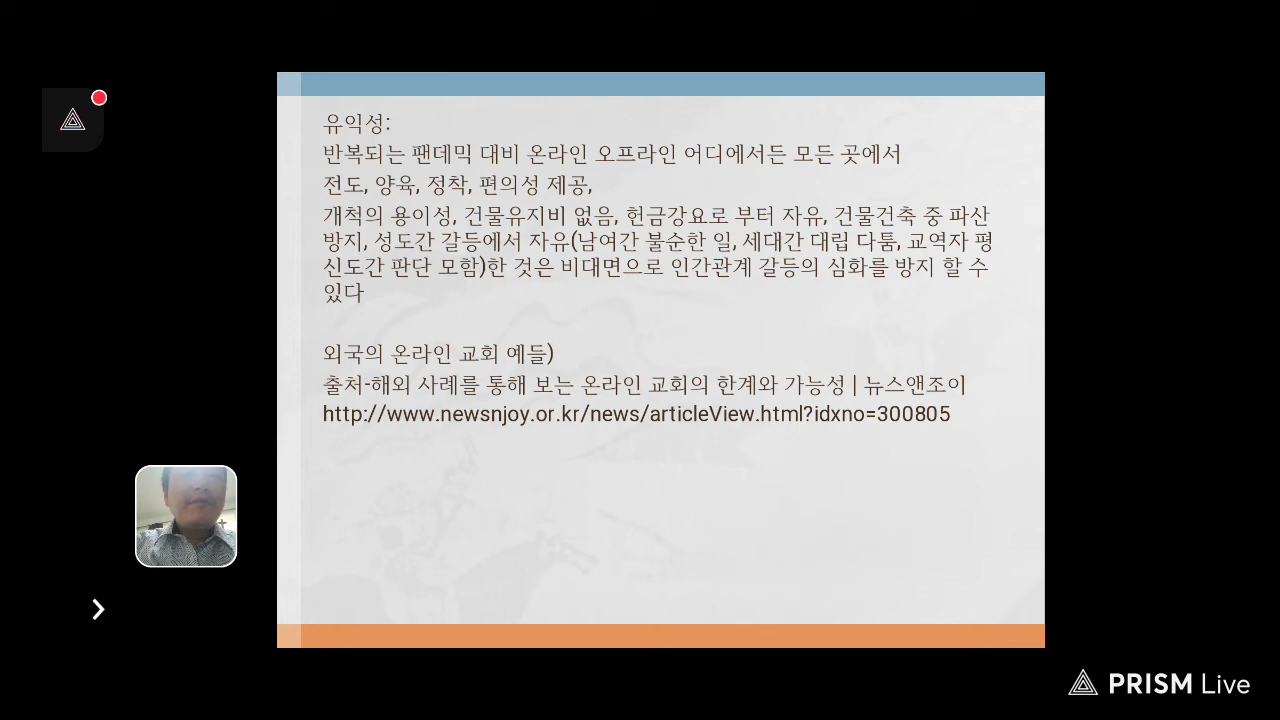 유익성:
반복되는 팬데믹 대비 온라인 오프라인 어디에서든 모든 곳에서
전도, 양육, 정착, 편의성 제공,
개척의 용이성, 건물유지비 없음, 헌금강요로 부터 자유, 건물건축 중 파산
방지, 성도간 갈등에서 자유(남여간 불순한 일, 세대간 대립 다툼, 교역자 평
신도간 판단 모함)한 것은 비대면으로 인간관계 갈등의 심화를 방지 할 수
있다
외국의 온라인 교회 예들)
출처-해외 사례를 통해 보는 온라인 교회의 한계와 가능성 | 뉴스앤조이
http://www.newsnjoy.or.kr/news/articleView.html?idxno=300805
PRISM Live